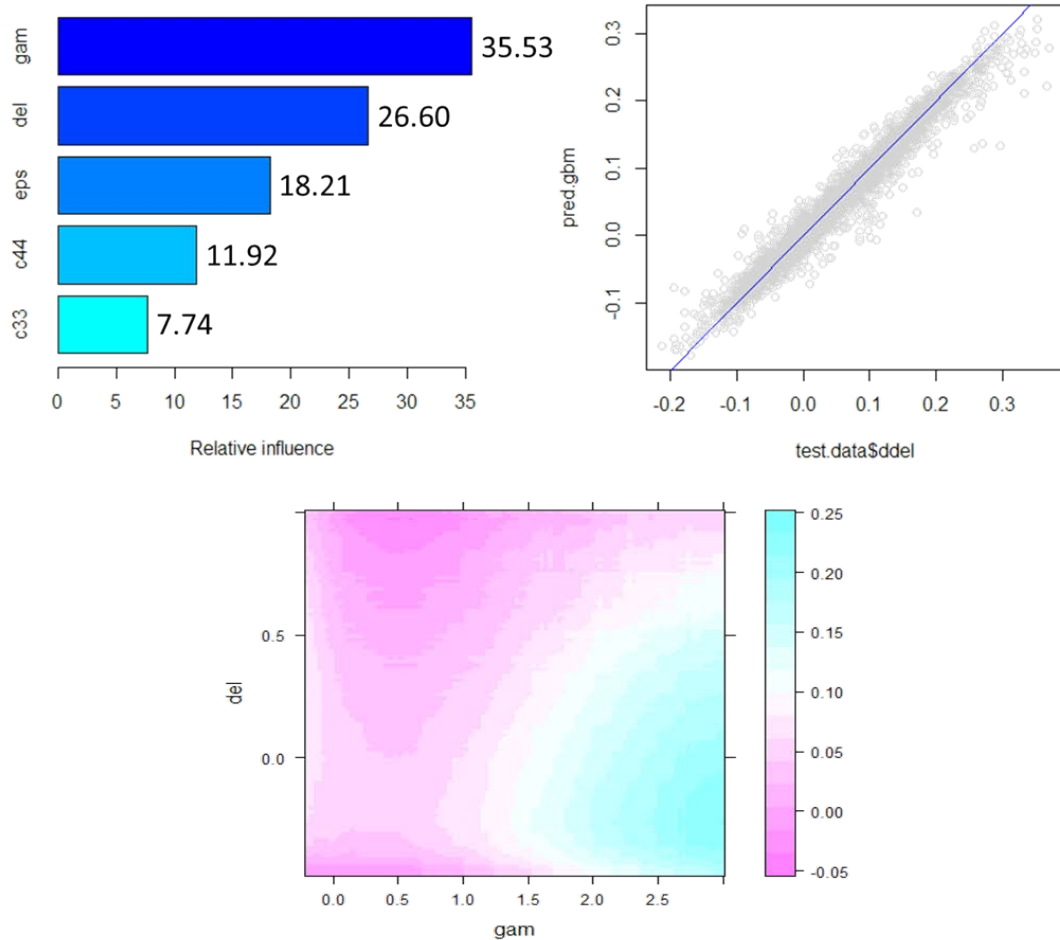 gam
35.53
del
26.60
eps
18.21
c44
11.92
c33
7.74
0 5 10 15 20 25 30 35
Relative influence
0.3
0.2
0.1
0.0
-0.1
pred.gbm
-0.2 -0.1 0.0 0.1 0.2 0.3
test.data$ddel
0.5
0.0
del
0.0 0.5 1.0 1.5 2.0 2.5
gam
0.25
0.20
0.15
0.10
0.05
0.00
-0.05